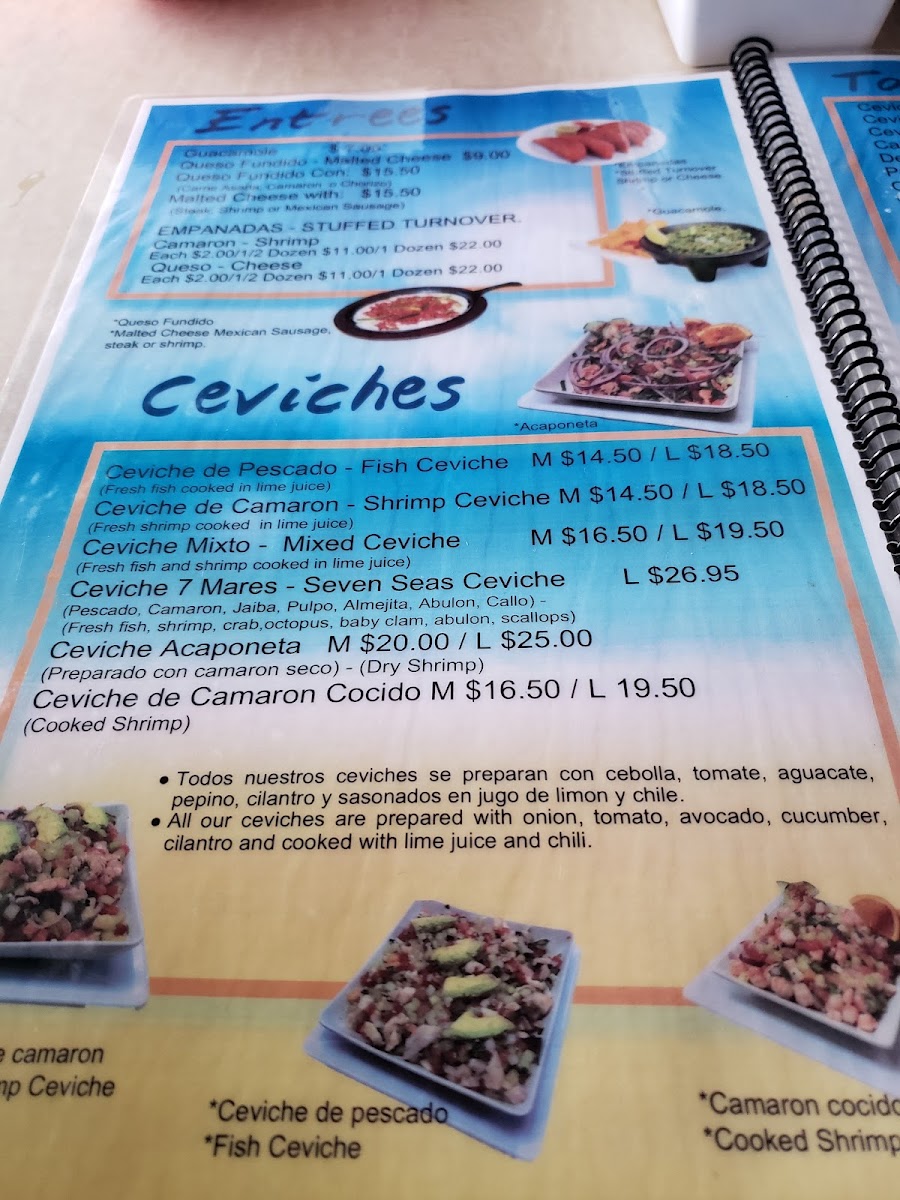 Entrees
Guacamole
Queso Fundido - Malted Cheese $9.00
Queso Fundido Con: $15.50
(Carne Asada, Camaron o Chorizo)
Malted Cheese with: $15.50
(Steak, Shrimp or Mexican Sausage)
EMPANADAS - STUFFED TURNOVER.
Camaron - Shrimp
Each $2.00/1/2 Dozen $11.00/1 Dozen $22.00
Queso - Cheese
Each $2.00/1/2 Dozen $11.00/1 Dozen $22.00
*Empanadas
*Stuffed Turnover
Shrimp or Cheese
*Guacamole.
*Queso Fundido
*Malted Cheese Mexican Sausage,
steak or shrimp.
*Acaponeta
Ceviches
Ceviche de Pescado - Fish Ceviche M $14.50 / L $18.50
(Fresh fish cooked in lime juice)
Ceviche de Camaron - Shrimp Ceviche M $14.50 / L $18.50
(Fresh shrimp cooked in lime juice)
Ceviche Mixto - Mixed Ceviche M $16.50 / L $19.50
(Fresh fish and shrimp cooked in lime juice)
Ceviche 7 Mares - Seven Seas Ceviche L $26.95
(Pescado, Camaron, Jaiba, Pulpo, Almejita, Abulon, Callo) -
(Fresh fish, shrimp, crab,octopus, baby clam, abulon, scallops)
Ceviche Acaponeta M $20.00 / L $25.00
(Preparado con camaron seco) - (Dry Shrimp)
Ceviche de Camaron Cocido M $16.50 / L 19.50
(Cooked Shrimp)
• Todos nuestros ceviches se preparan con cebolla, tomate, aguacate,
pepino, cilantro y sasonados en jugo de limon y chile.
• All our ceviches are prepared with onion, tomato, avocado, cucumber,
cilantro and cooked with lime juice and chili.
e camaron
mp Ceviche
*Ceviche de pescado
*Fish Ceviche
*Camaron cocido
*Cooked Shrimp